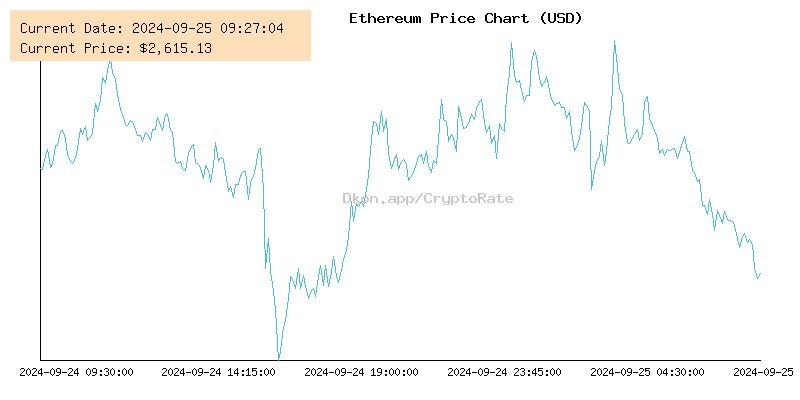 Ethereum Price Chart (USD)
Current Date: 2024-09-25 09:27:04
Current Price: $2,615.13
Dkon.app/CryptoRate
2024-09-24 09:30:00 2024-09-24 14:15:00 2024-09-24 19:00:00 2024-09-24 23:45:00 2024-09-25 04:30:00 2024-09-25